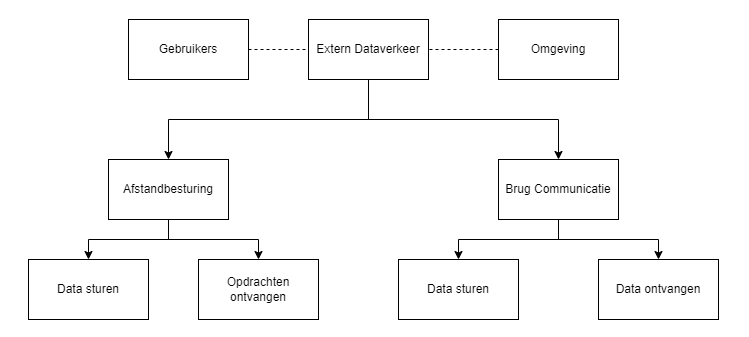 Gebruikers
Extern Dataverkeer
Omgeving
Afstandbesturing
Brug Communicatie
Data sturen
Opdrachten
ontvangen
Data sturen
Data ontvangen